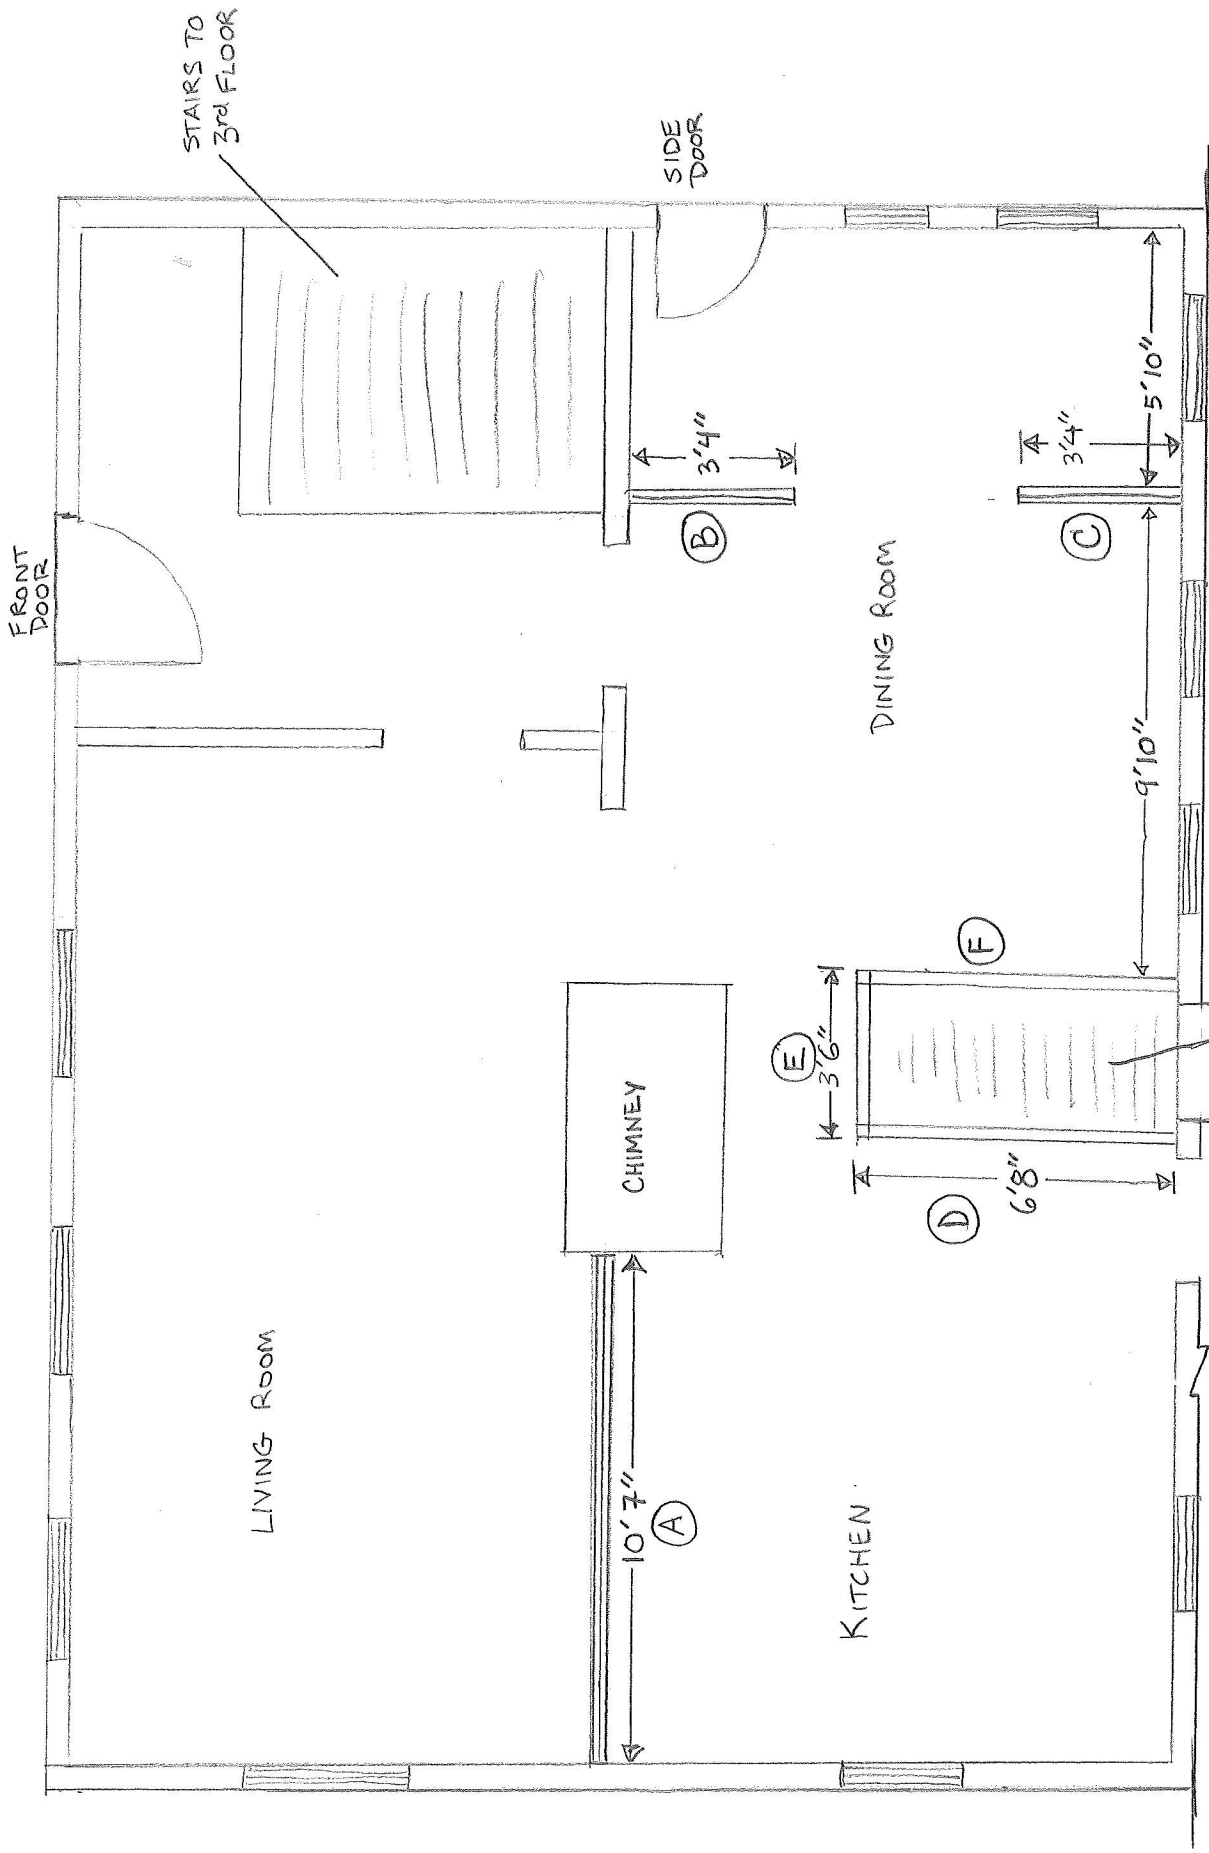 STAIRS TO
3rd FLOOR
FRONT
DOOR
SIDE
DOOR
LIVING ROOM
CHIMNEY
10'7"
A
KITCHEN
B
3'4"
DINING ROOM
C
3'4"
5'10"
9'10"
E
3'6"
F
D
6'8"